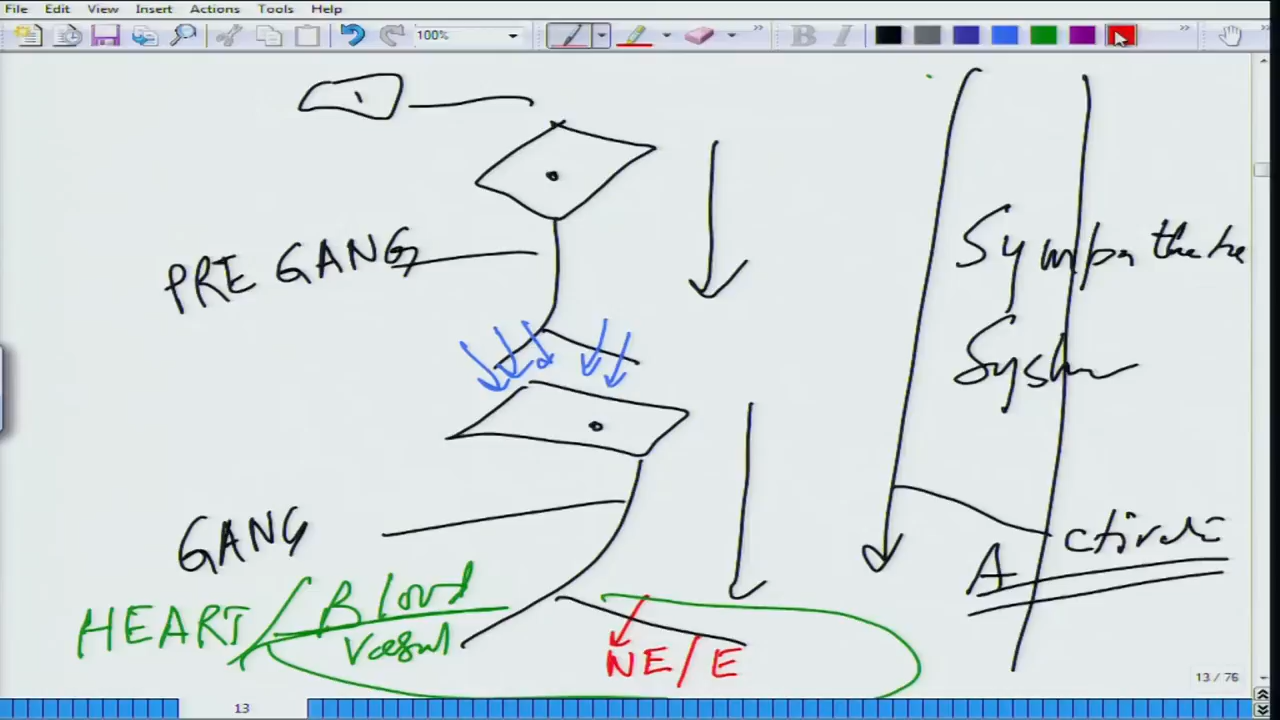 File Edit View Insert Actions Tools Help
100%
B I
1
PRE GANG
Sympathetic
System
GANG
A
HEART/Blood
Vessel
NE/E
13 / 76
13